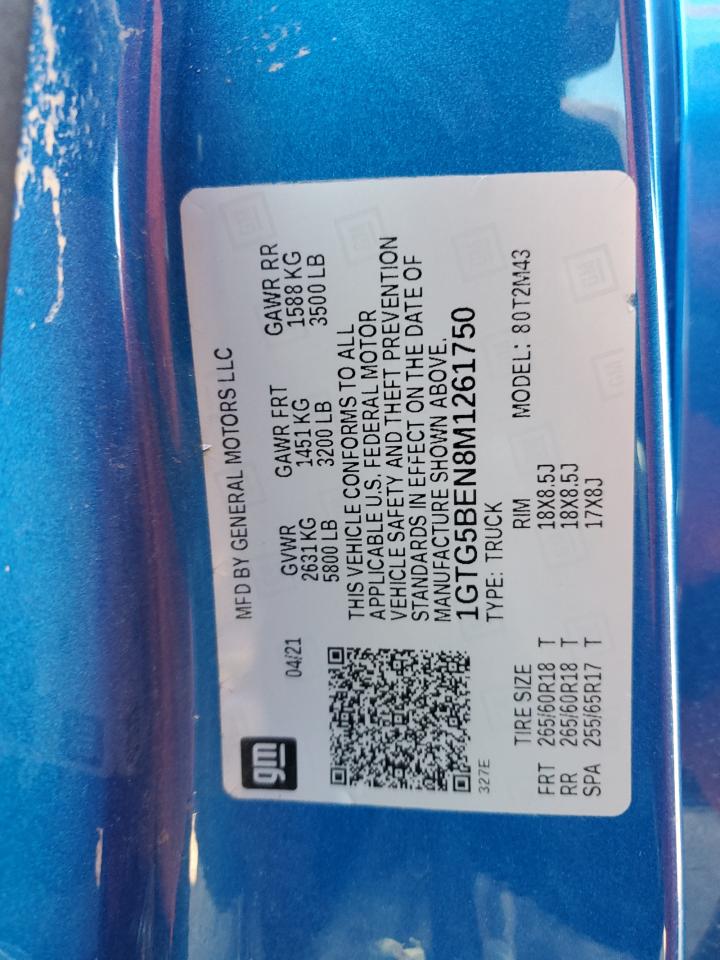 gm
MFD BY GENERAL MOTORS LLC
04/21
GVWR GAWR FRT GAWR RR
2631 KG 1451 KG 1588 KG
5800 LB 3200 LB 3500 LB
THIS VEHICLE CONFORMS TO ALL
APPLICABLE U.S. FEDERAL MOTOR
VEHICLE SAFETY AND THEFT PREVENTION
STANDARDS IN EFFECT ON THE DATE OF
MANUFACTURE SHOWN ABOVE.
1GTG5BEN8M1261750
327E TYPE: TRUCK
TIRE SIZE RIM MODEL: 80T2M43
FRT 265/60R18 T 18X8.5J
RR 265/60R18 T 18X8.5J
SPA 255/65R17 T 17X8J